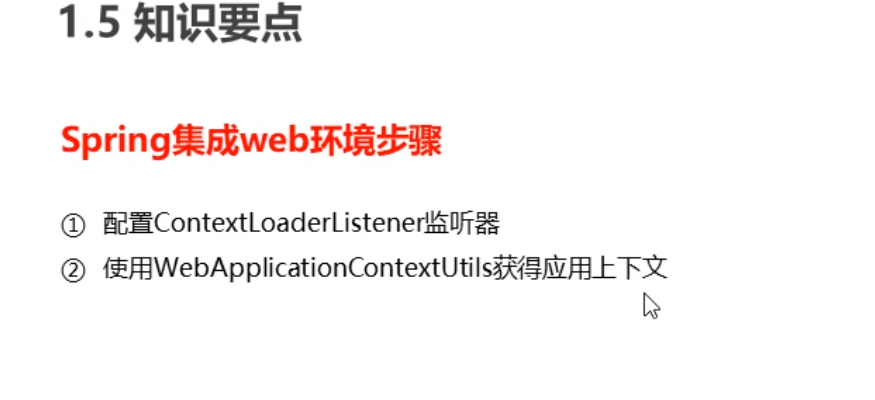 1.5 知识要点
Spring集成web环境步骤
① 配置ContextLoaderListener监听器
② 使用WebApplicationContextUtils获得应用上下文